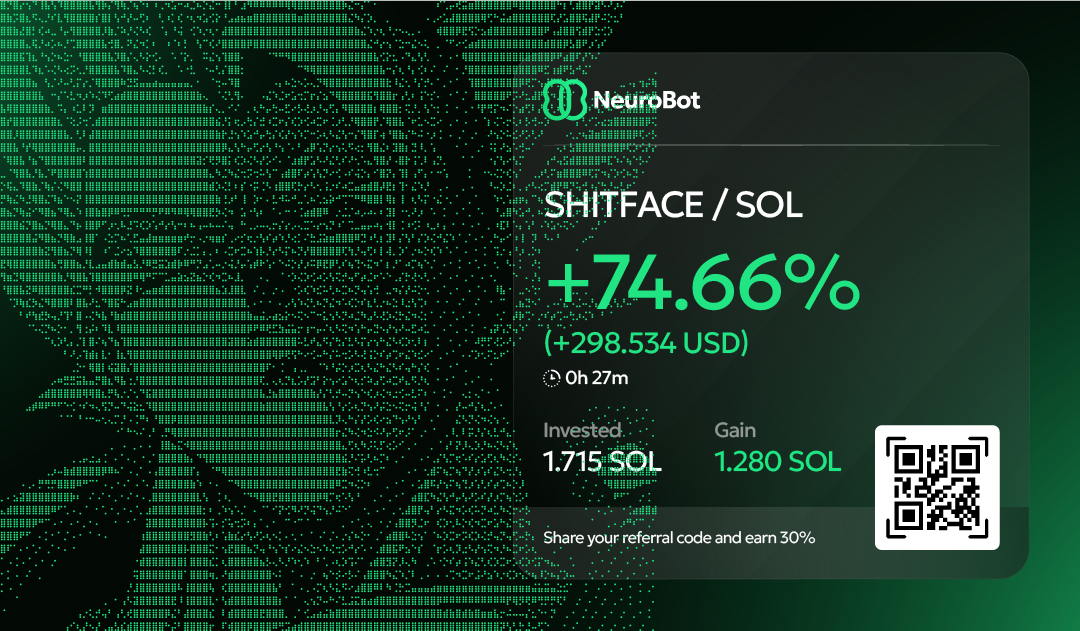 NeuroBot
SHITFACE / SOL
+74.66%
(+298.534 USD)
0h 27m
Invested Gain
1.715 SOL 1.280 SOL
Share your referral code and earn 30%